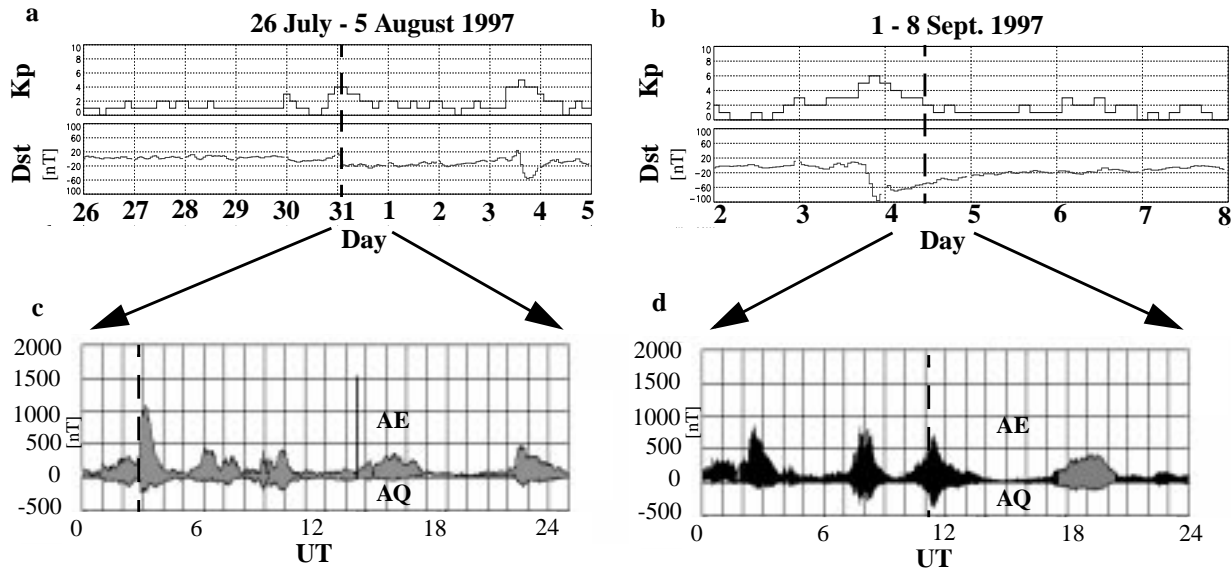 a
26 July - 5 August 1997
Kp
10
8
6
4
2
0
Dst
[nT]
100
20
-20
60
100
26 27 28 29 30 31 1 2 3 4 5
Day
b
1 - 8 Sept. 1997
Kp
10
8
6
4
2
0
Dst
[nT]
100
20
-20
-60
-100
2 3 4 5 6 7 8
Day
c
2000
1500
1000
500
0
-500
[nT]
AE
AQ
0 6 12 18 24
UT
d
2000
1500
1000
500
0
-500
[nT]
AE
AQ
0 6 12 18 24
UT